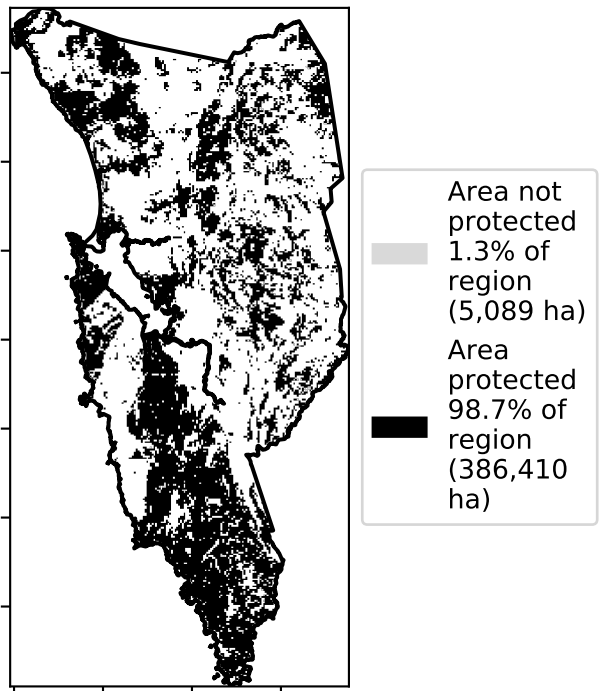 Area not
protected
1.3% of
region
(5,089 ha)
Area
protected
98.7% of
region
(386,410
ha)